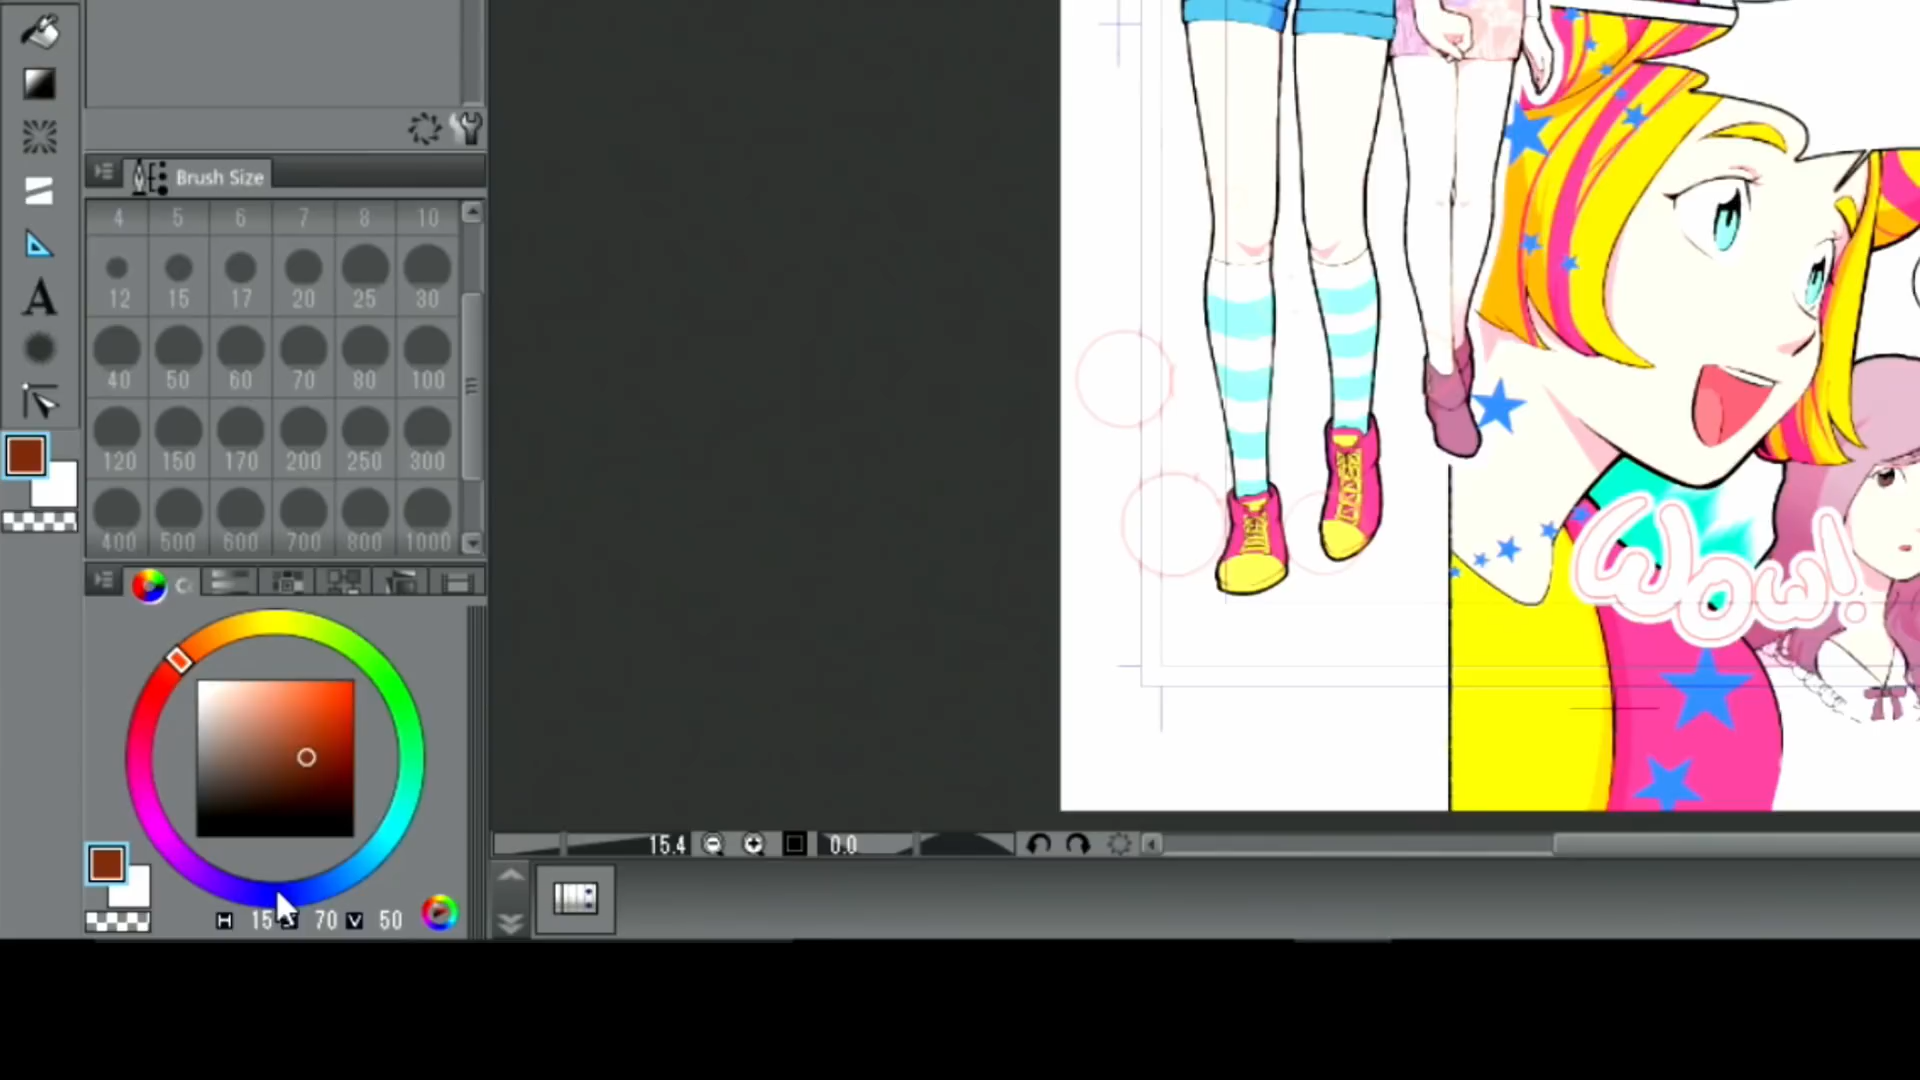 Brush Size
4 5 6 7 8 10
12 15 17 20 25 30
40 50 60 70 80 100
120 150 170 200 250 300
400 500 600 700 800 1000
Wow!
15.4 0.0
H 15 S 70 V 50